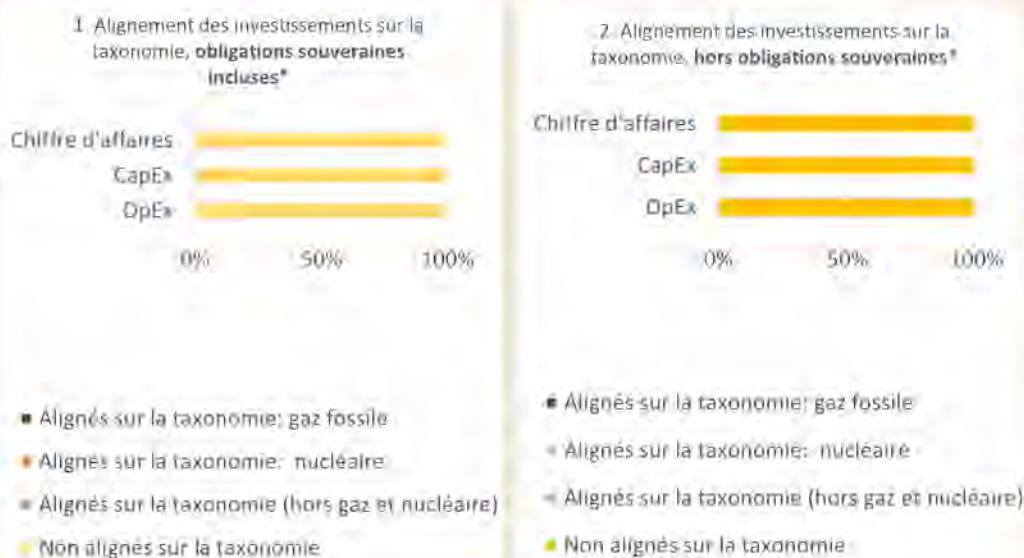 1. Alignement des investissements sur la
taxonomie, obligations souveraines
incluses*
Chiffre d'affaires
CapEx
OpEx
0% 50% 100%
■ Alignés sur la taxonomie: gaz fossile
■ Alignés sur la taxonomie: nucléaire
■ Alignés sur la taxonomie (hors gaz et nucléaire)
■ Non alignés sur la taxonomie
2. Alignement des investissements sur la
taxonomie, hors obligations souveraines*
Chiffre d'affaires
CapEx
OpEx
0% 50% 100%
■ Alignés sur la taxonomie: gaz fossile
■ Alignés sur la taxonomie: nucléaire
■ Alignés sur la taxonomie (hors gaz et nucléaire)
■ Non alignés sur la taxonomie